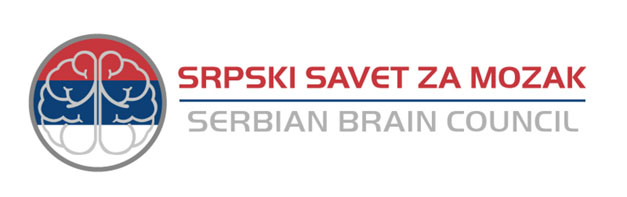 SRPSKI SAVET ZA MOZAK
SERBIAN BRAIN COUNCIL